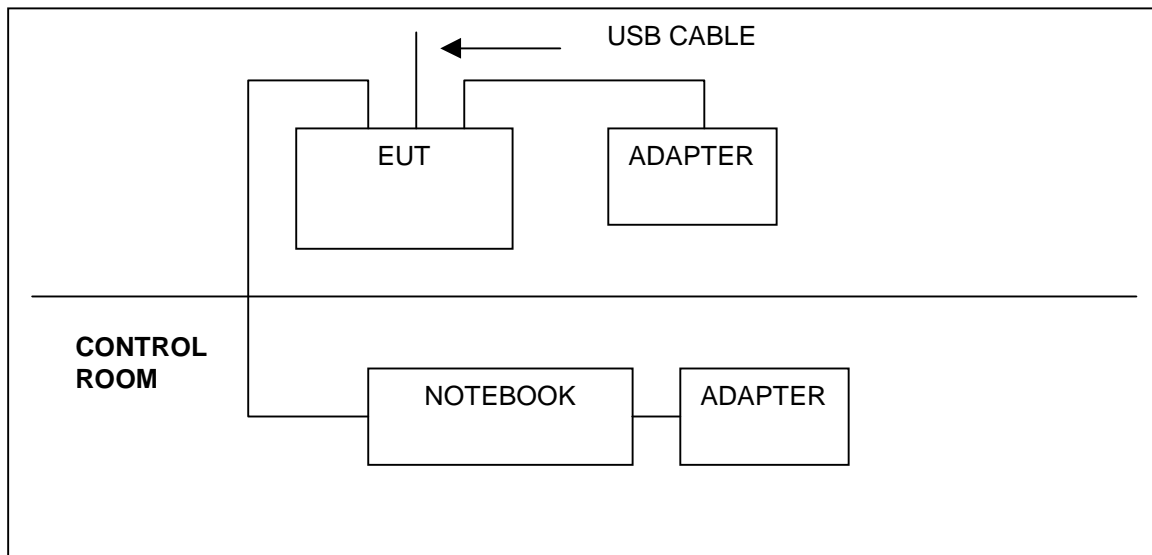 USB CABLE
EUT
ADAPTER
CONTROL
ROOM
NOTEBOOK
ADAPTER